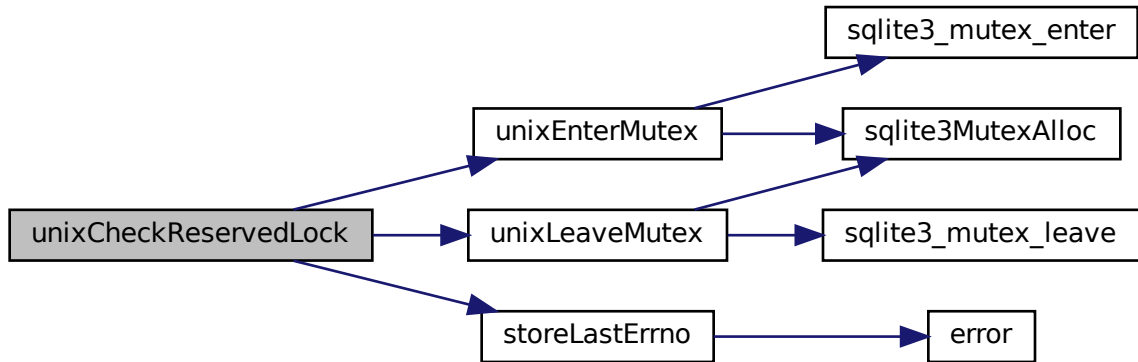 sqlite3_mutex_enter
unixEnterMutex
sqlite3MutexAlloc
unixCheckReservedLock
unixLeaveMutex
sqlite3_mutex_leave
storeLastErrno
error